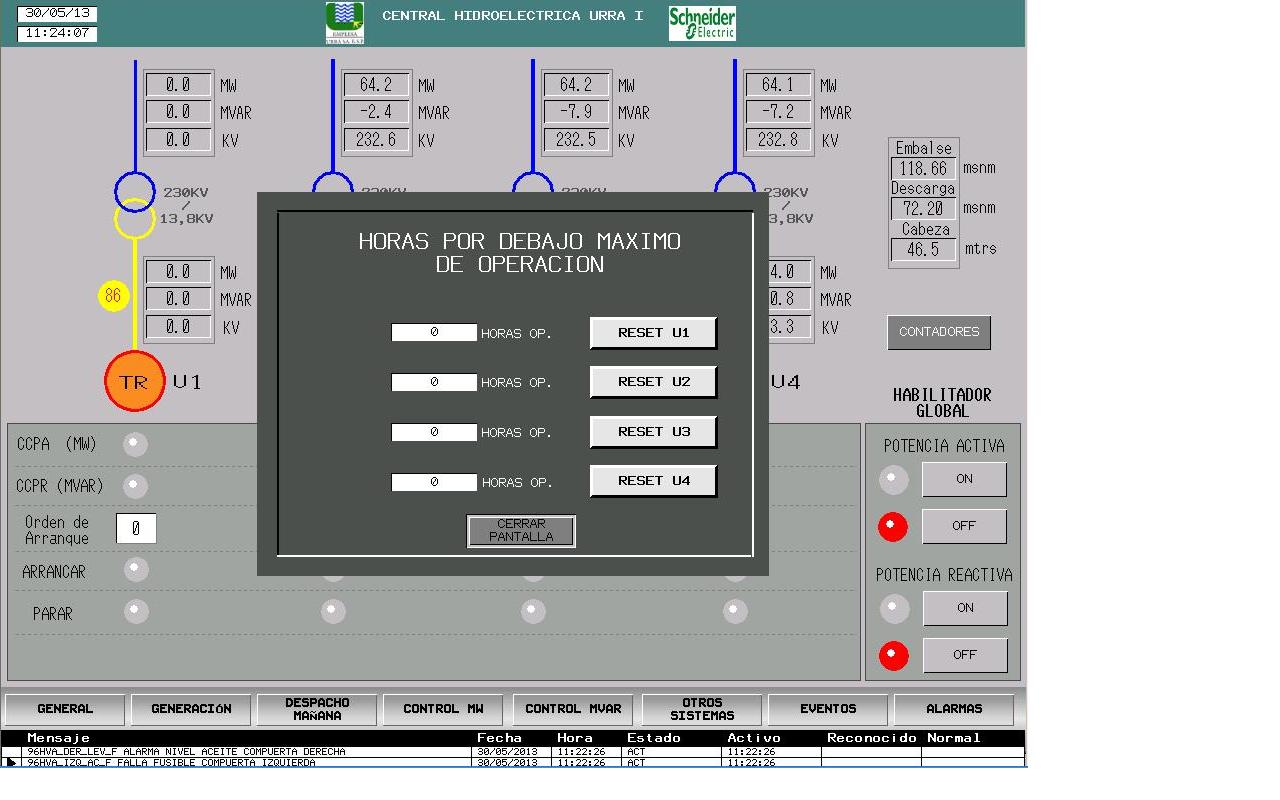 30/05/13
11:24:07
CENTRAL HIDROELECTRICA URRA I
Schneider
Electric
0.0 MW
0.0 MVAR
0.0 KV
64.2 MW
-2.4 MVAR
232.6 KV
64.2 MW
-7.9 MVAR
232.5 KV
64.1 MW
-7.2 MVAR
232.8 KV
Embalse
118.66 msnm
Descarga
72.20 msnm
Cabeza
46.5 mtrs
230KV
/
13,8KV
230KV
230KV
230KV
3,8KV
0.0 MW
0.0 MVAR
0.0 KV
86
TR U1
4.0 MW
0.8 MVAR
3.3 KV
U4
HORAS POR DEBAJO MAXIMO
DE OPERACION
0 HORAS OP. RESET U1
0 HORAS OP. RESET U2
0 HORAS OP. RESET U3
0 HORAS OP. RESET U4
CERRAR
PANTALLA
CONTADORES
HABILITADOR
GLOBAL
POTENCIA ACTIVA
ON
OFF
POTENCIA REACTIVA
ON
OFF
CCPA (MW)
CCPR (MVAR)
Orden de
Arranque
0
ARRANCAR
PARAR
GENERAL
GENERACIÓN
DESPACHO
MAÑANA
CONTROL MW
CONTROL MVAR
OTROS
SISTEMAS
EVENTOS
ALARMAS
Mensaje Fecha Hora Estado Activo Reconocido Normal
96HVA_DER_LEV_F ALARMA NIVEL ACEITE COMPUERTA DERECHA 30/05/2013 11:22:26 ACT 11:22:26
96HVA_IZQ_AC_F FALLA FUSIBLE COMPUERTA IZQUIERDA 30/05/2013 11:22:26 ACT 11:22:26